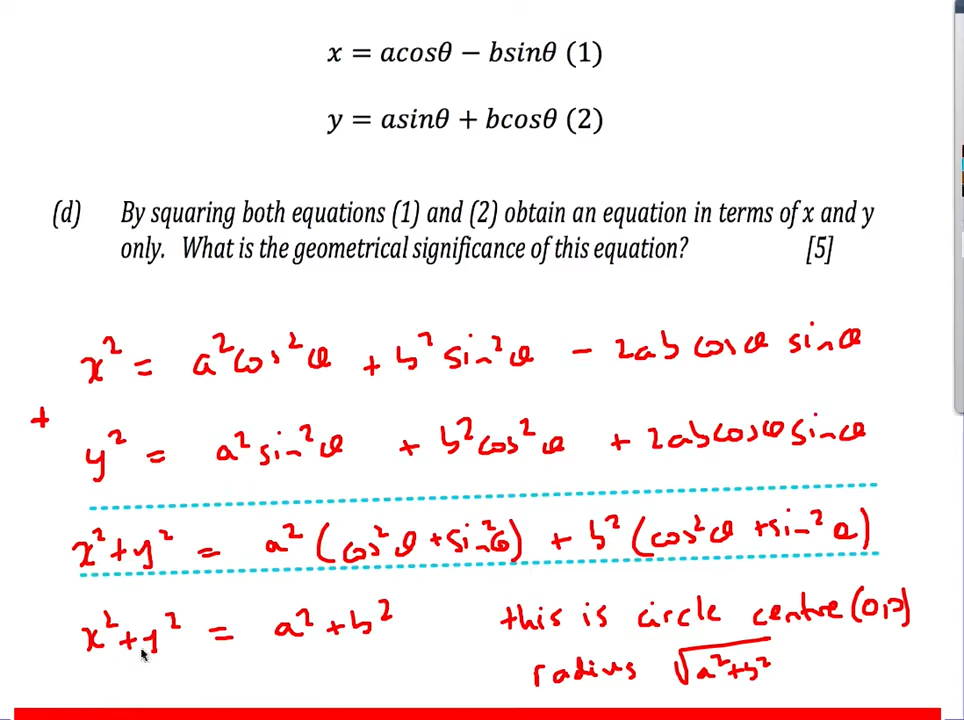 x = acosθ − bsinθ (1)
y = asinθ + bcosθ (2)
(d) By squaring both equations (1) and (2) obtain an equation in terms of x and y
only. What is the geometrical significance of this equation? [5]
x² = a²cos²θ + b²sin²θ − 2ab cosθ sinθ
+
y² = a²sin²θ + b²cos²θ + 2abcosθsinθ
x²+y² = a²(cos²θ+sin²θ) + b²(cos²θ+sin²θ)
x²+y² = a²+b² this is circle centre(0,0)
radius √a²+b²